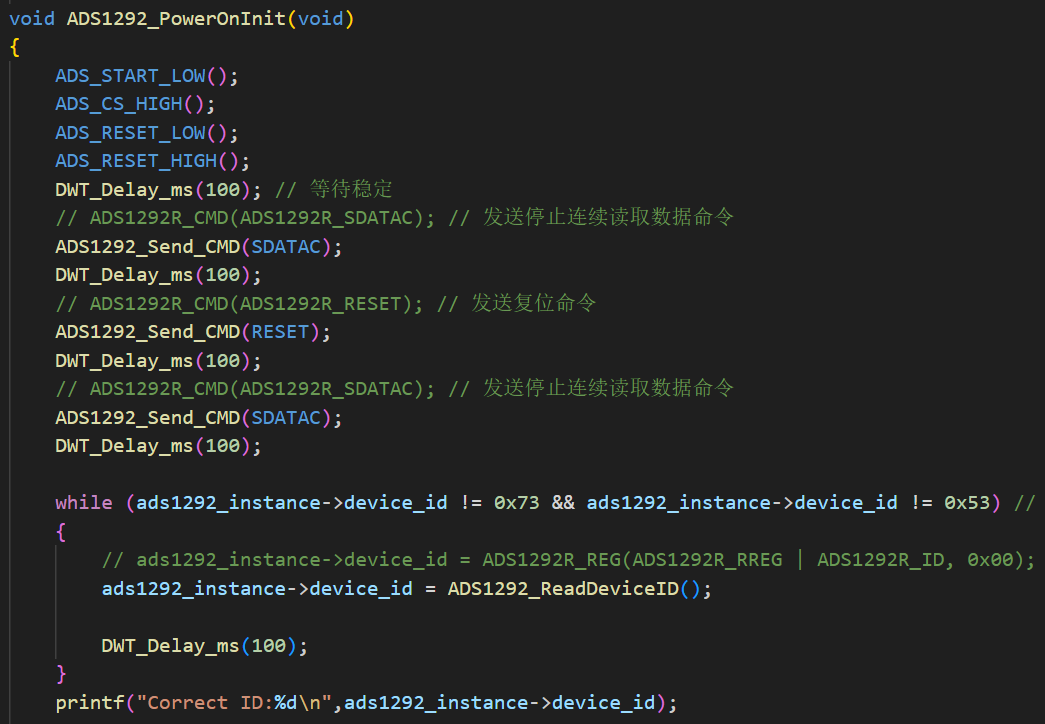 void ADS1292_PowerOnInit(void)
{
    ADS_START_LOW();
    ADS_CS_HIGH();
    ADS_RESET_LOW();
    ADS_RESET_HIGH();
    DWT_Delay_ms(100); // 等待稳定
    // ADS1292R_CMD(ADS1292R_SDATAC); // 发送停止连续读取数据命令
    ADS1292_Send_CMD(SDATAC);
    DWT_Delay_ms(100);
    // ADS1292R_CMD(ADS1292R_RESET); // 发送复位命令
    ADS1292_Send_CMD(RESET);
    DWT_Delay_ms(100);
    // ADS1292R_CMD(ADS1292R_SDATAC); // 发送停止连续读取数据命令
    ADS1292_Send_CMD(SDATAC);
    DWT_Delay_ms(100);

    while (ads1292_instance->device_id != 0x73 && ads1292_instance->device_id != 0x53) //
    {
        // ads1292_instance->device_id = ADS1292R_REG(ADS1292R_RREG | ADS1292R_ID, 0x00);
        ads1292_instance->device_id = ADS1292_ReadDeviceID();

        DWT_Delay_ms(100);
    }
    printf("Correct ID:%d\n",ads1292_instance->device_id);